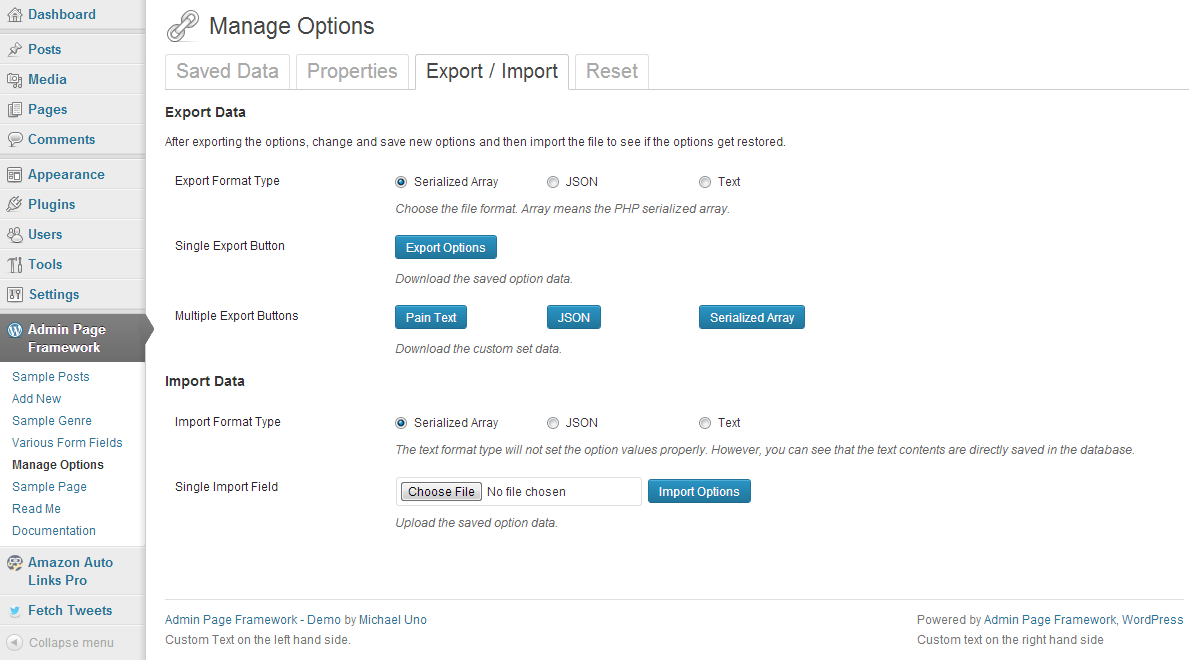 Dashboard
Posts
Media
Pages
Comments
Appearance
Plugins
Users
Tools
Settings
Admin Page
Framework
Sample Posts
Add New
Sample Genre
Various Form Fields
Manage Options
Sample Page
Read Me
Documentation
Amazon Auto
Links Pro
Fetch Tweets
Collapse menu
Manage Options
Saved Data Properties Export / Import Reset
Export Data
After exporting the options, change and save new options and then import the file to see if the options get restored.
Export Format Type Serialized Array JSON Text
Choose the file format. Array means the PHP serialized array.
Single Export Button Export Options
Download the saved option data.
Multiple Export Buttons Pain Text JSON Serialized Array
Download the custom set data.
Import Data
Import Format Type Serialized Array JSON Text
The text format type will not set the option values properly. However, you can see that the text contents are directly saved in the database.
Single Import Field Choose File No file chosen Import Options
Upload the saved option data.
Admin Page Framework - Demo by Michael Uno
Custom Text on the left hand side.
Powered by Admin Page Framework, WordPress
Custom text on the right hand side